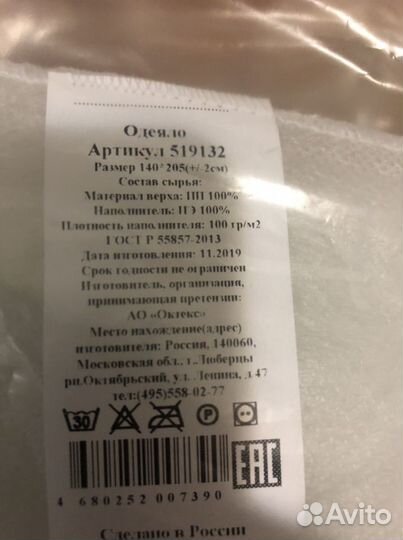 Одеяло
Артикул 519132
Размер 140*205(+/-2см)
Состав сырья:
Материал верха: ПП 100%
Наполнитель: ПЭ 100%
Плотность наполнителя: 100 гр/м2
ГОСТ Р 55857-2013
Дата изготовления: 11.2019
Срок годности не ограничен
Изготовитель, организация,
принимающая претензии:
АО «Октекс»
Место нахождение(адрес)
изготовителя: Россия, 140060,
Московская обл., г.Люберцы
рп.Октябрьский, ул. Ленина, д.47
тел:(495)558-02-77
30 P
EAC
4 680252 007390
Сделано в России
Avito